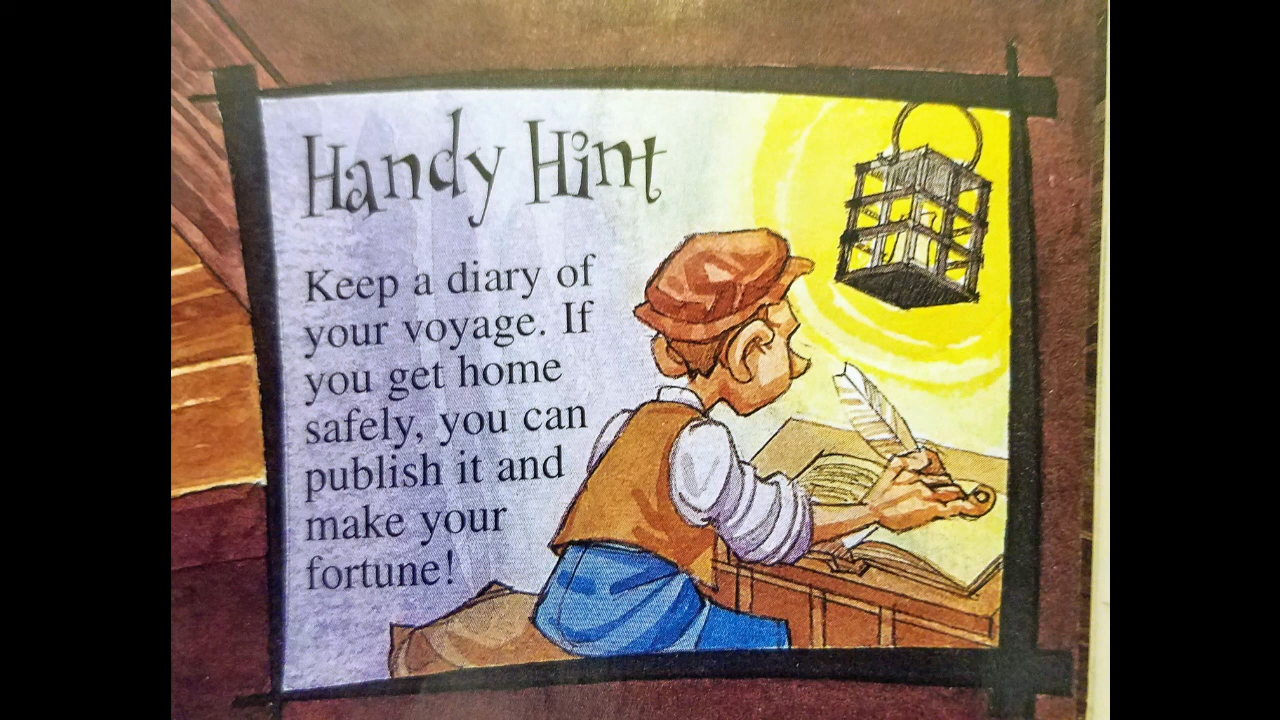 Handy Hint
Keep a diary of
your voyage. If
you get home
safely, you can
publish it and
make your
fortune!